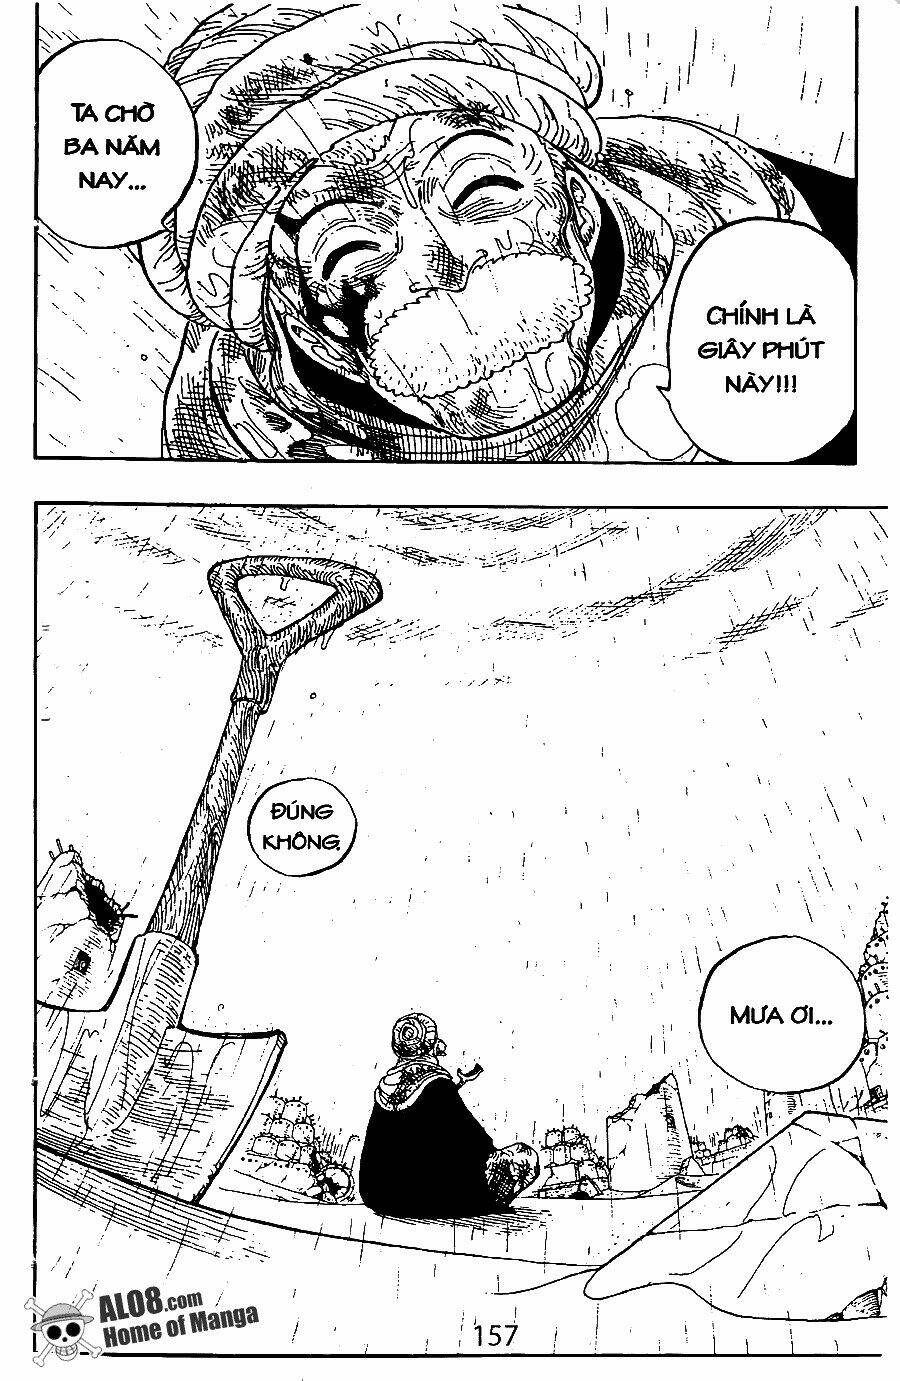 TA CHỜ
BA NĂM
NAY...
CHÍNH LÀ
GIÂY PHÚT
NÀY!!!
ĐÚNG
KHÔNG.
MƯA ƠI...
AL08.com
Home of Manga
157